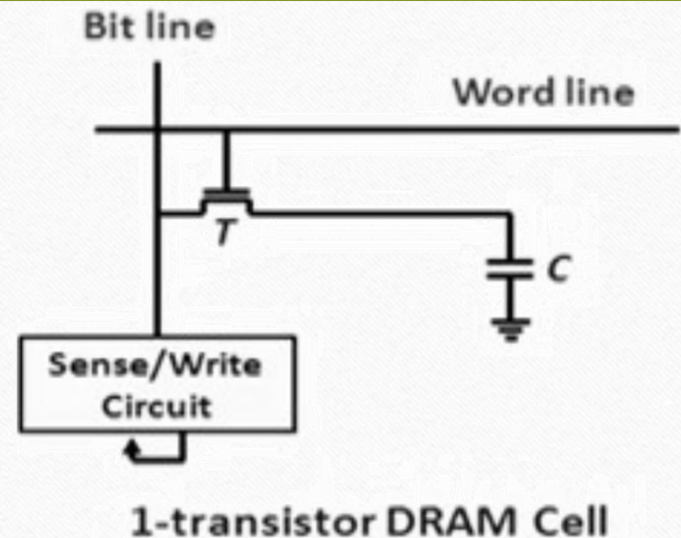 Bit line
Word line
T
C
Sense/Write
Circuit
1-transistor DRAM Cell